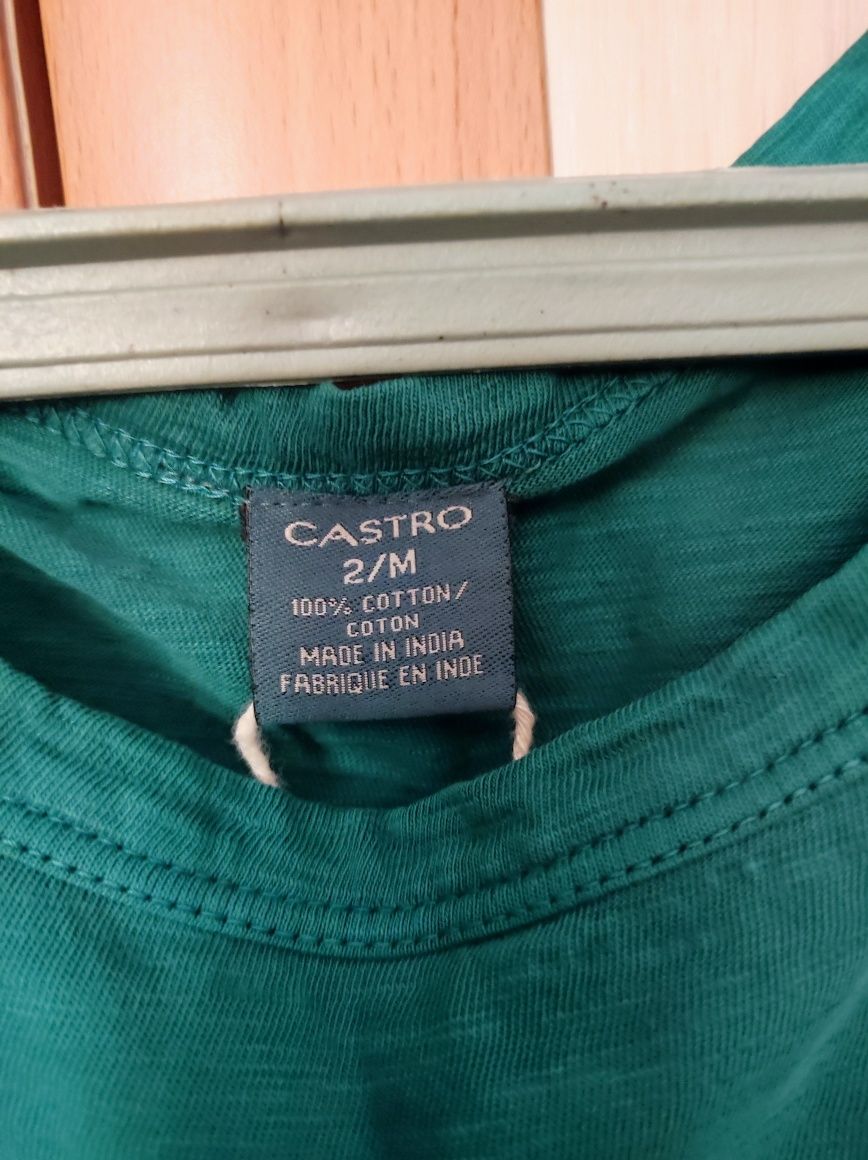 CASTRO
2/M
100% COTTON/
COTON
MADE IN INDIA
FABRIQUE EN INDE